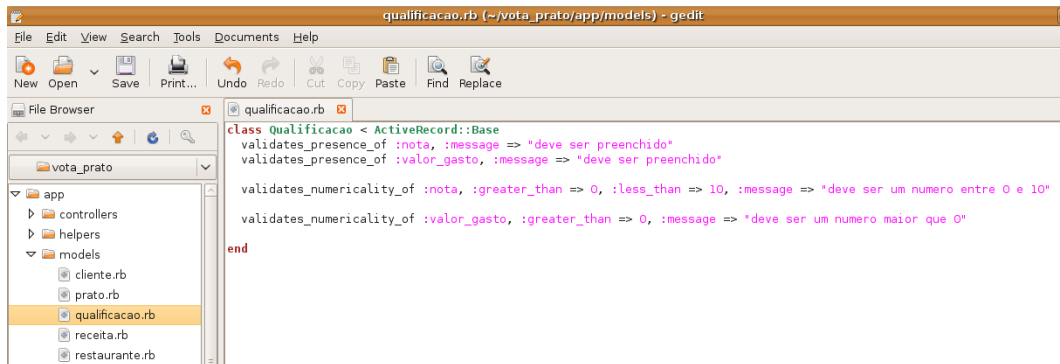 qualificacao.rb (~/vota_prato/app/models) - gedit
File Edit View Search Tools Documents Help
New Open Save Print... Undo Redo Cut Copy Paste Find Replace
File Browser
qualificacao.rb
vota_prato
app
controllers
helpers
models
cliente.rb
prato.rb
qualificacao.rb
receita.rb
restaurante.rb
class Qualificacao < ActiveRecord::Base
validates_presence_of :nota, :message => "deve ser preenchido"
validates_presence_of :valor_gasto, :message => "deve ser preenchido"
validates_numericality_of :nota, :greater_than => 0, :less_than => 10, :message => "deve ser um numero entre 0 e 10"
validates_numericality_of :valor_gasto, :greater_than => 0, :message => "deve ser um numero maior que 0"
end